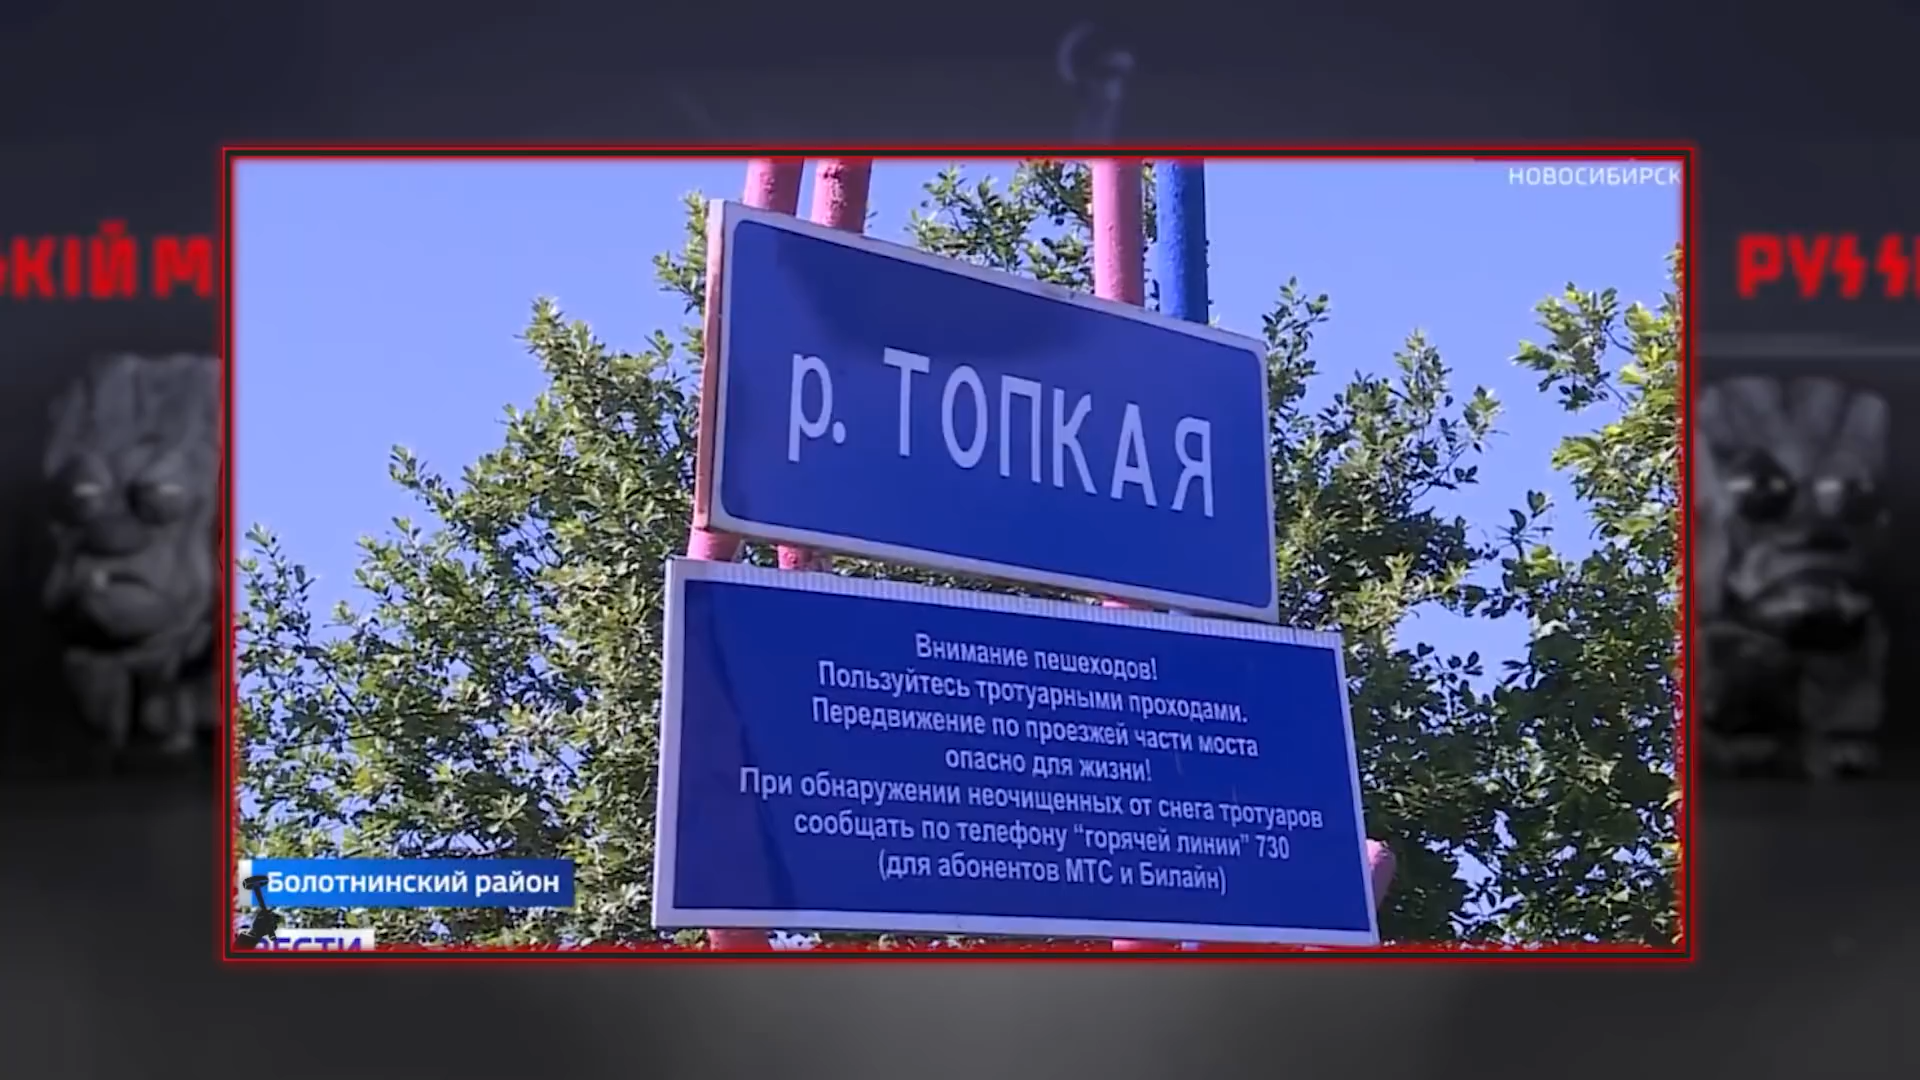 НОВОСИБИРСК
р. ТОПКАЯ
Внимание пешеходов!
Пользуйтесь тротуарными проходами.
Передвижение по проезжей части моста
опасно для жизни!
При обнаружении неочищенных от снега тротуаров
сообщать по телефону “горячей линии” 730
(для абонентов МТС и Билайн)
Болотнинский район
ВЕСТИ